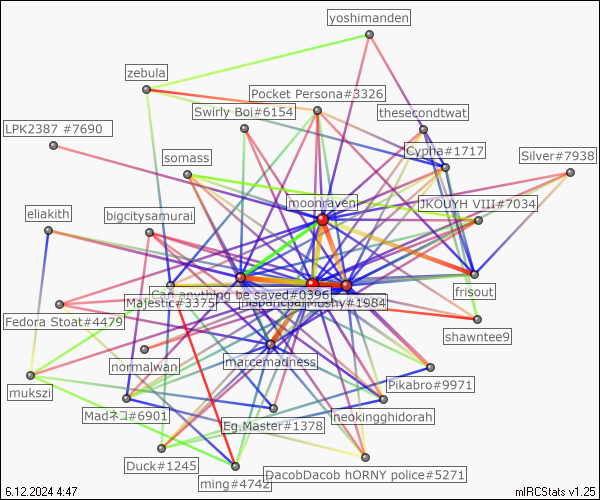 yoshimanden
zebula
Pocket Persona#3326
Swirly Boi#6154
thesecondtwat
LPK2387 #7690
Cypha#1717
somass
Silver#7938
moonraven
JKOUYH VIII#7034
eliakith
bigcitysamurai
Can anything be saved#0396
frisout
Majestic#3375
Mushy#1984
Fedora Stoat#4479
shawntee9
normalwan
marcemadness
mukszi
Pikabro#9971
Madネコ#6901
neokingghidorah
Eg.Master#1378
Duck#1245
DacobDacob hORNY police#5271
ming#4742
6.12.2024 4:47
mIRCStats v1.25